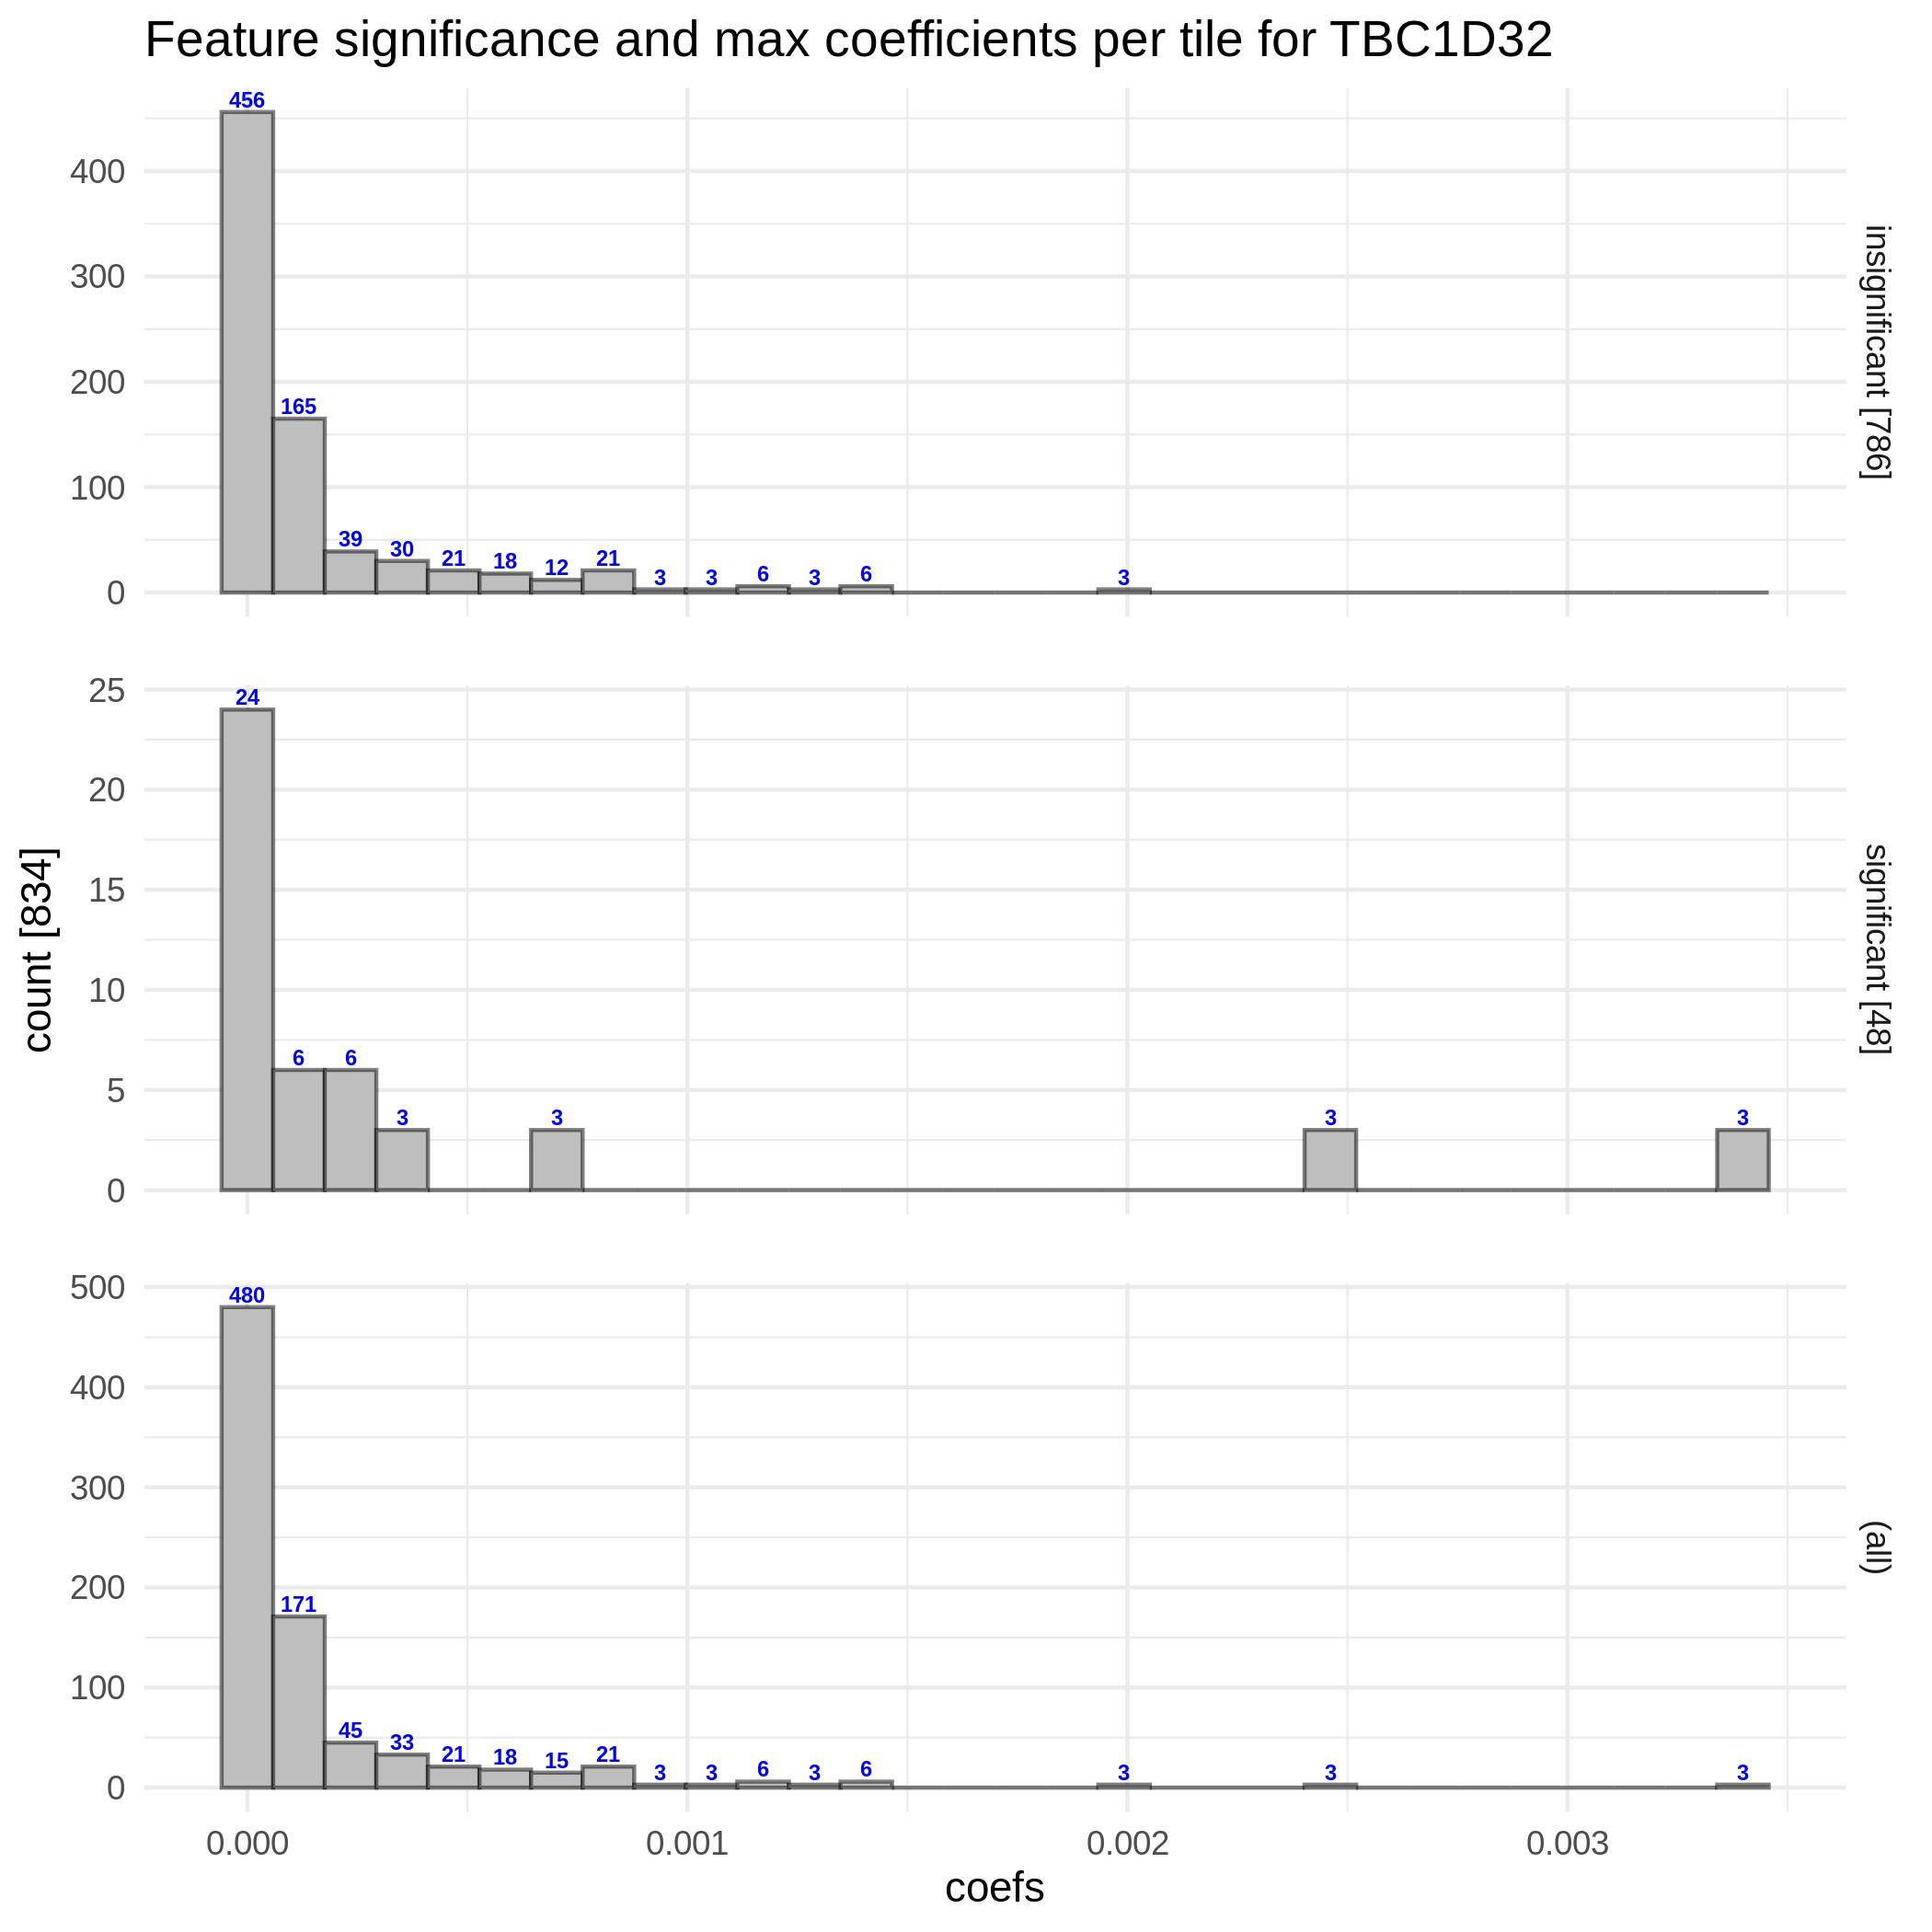 Feature significance and max coefficients per tile for TBC1D32
456
400
165
300
200
100
39 30 21 18 12 21 3 3 6 3 6 3
0
insignificant [786]
25
24
20
15
10
6 6
5
3 3 3 3
0
significant [48]
count [834]
500
480
400
300
200
171
100
45 33 21 18 15 21 3 3 6 3 6 3 3 3
0
(all)
0.000 0.001 0.002 0.003
coefs